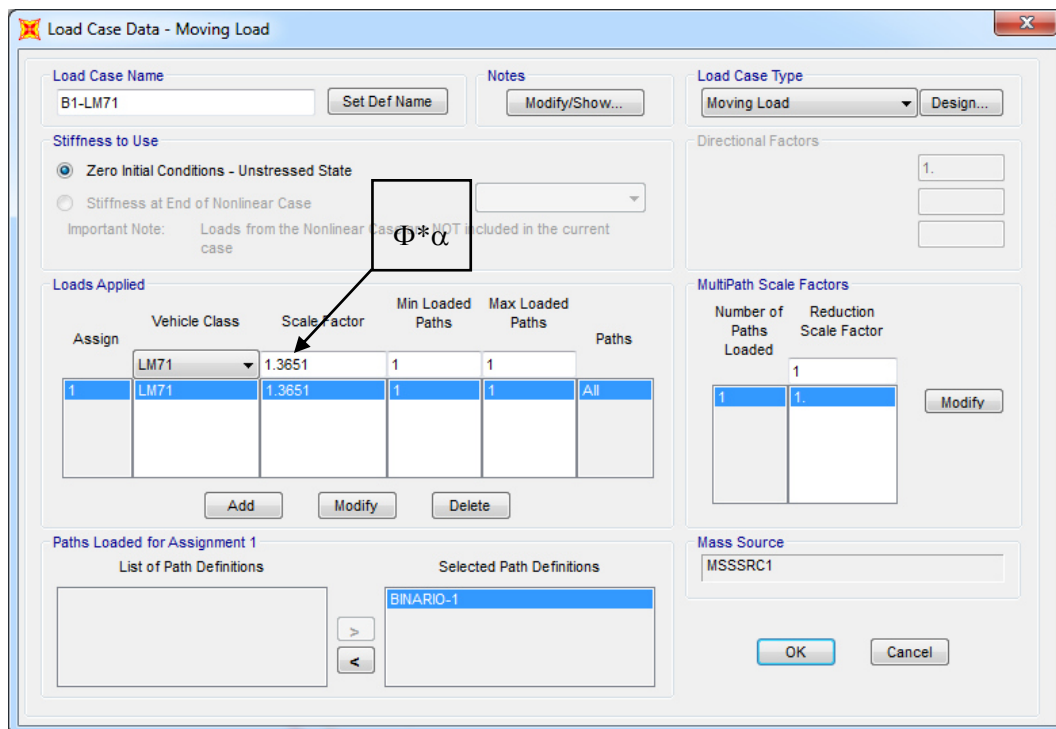 Load Case Data - Moving Load
Load Case Name
B1-LM71
Set Def Name
Notes
Modify/Show...
Load Case Type
Moving Load
Design...
Stiffness to Use
Zero Initial Conditions - Unstressed State
Stiffness at End of Nonlinear Case
Important Note: Loads from the Nonlinear Case NOT included in the current
case
Φ*α
Directional Factors
1.
Loads Applied
Assign Vehicle Class Scale Factor Min Loaded Paths Max Loaded Paths Paths
LM71 1.3651 1 1
1 LM71 1.3651 1 1 All
Add Modify Delete
MultiPath Scale Factors
Number of Paths Loaded Reduction Scale Factor
1
1 1.
Modify
Paths Loaded for Assignment 1
List of Path Definitions
Selected Path Definitions
BINARIO-1
>
<
Mass Source
MSSSRC1
OK Cancel